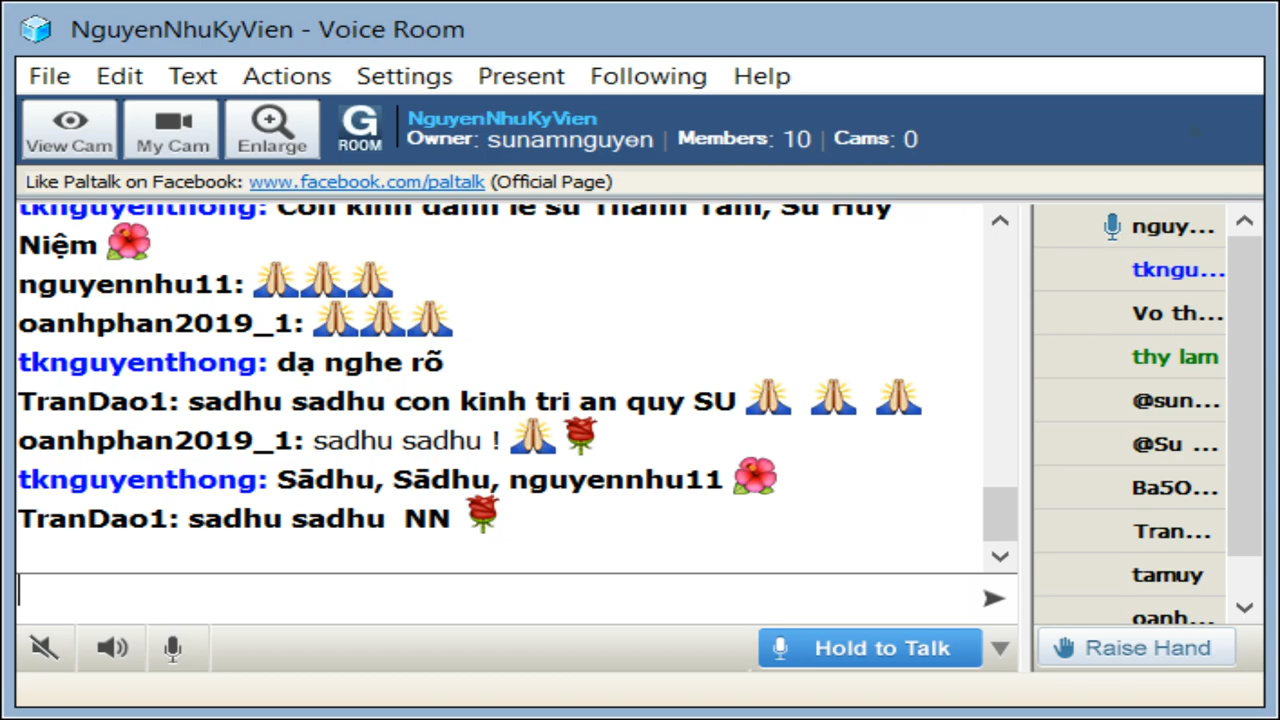 NguyenNhuKyVien - Voice Room
File Edit Text Actions Settings Present Following Help
View Cam
My Cam
Enlarge
G
ROOM
NguyenNhuKyVien
Owner: sunamnguyen | Members: 10 | Cams: 0
Like Paltalk on Facebook: www.facebook.com/paltalk (Official Page)
tknguyenthong: Con kinh danh le su Thanh Tam, Su Huy
Niệm
nguyennhu11:
oanhphan2019_1:
tknguyenthong: dạ nghe rõ
TranDao1: sadhu sadhu con kinh tri an quy SU
oanhphan2019_1: sadhu sadhu !
tknguyenthong: Sādhu, Sādhu, nguyennhu11
TranDao1: sadhu sadhu NN
nguy...
tkngu...
Vo th...
thy lam
@sun...
@Su ...
Ba5O...
Tran...
tamuy
oanh...
Hold to Talk
Raise Hand